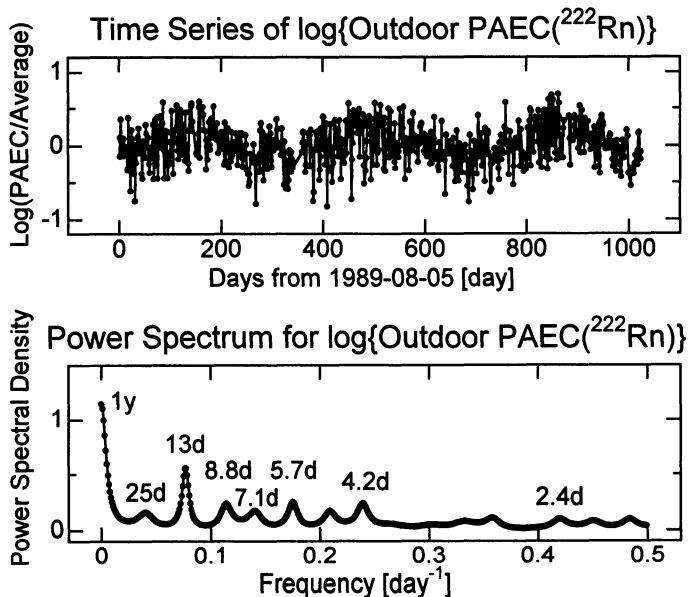 Time Series of log{Outdoor PAEC(²²²Rn)}
Log(PAEC/Average)
1
0
-1
0 200 400 600 800 1000
Days from 1989-08-05 [day]
Power Spectrum for log{Outdoor PAEC(²²²Rn)}
Power Spectral Density
1
0
1y
25d
13d
8.8d
7.1d
5.7d
4.2d
2.4d
0 0.1 0.2 0.3 0.4 0.5
Frequency [day⁻¹]